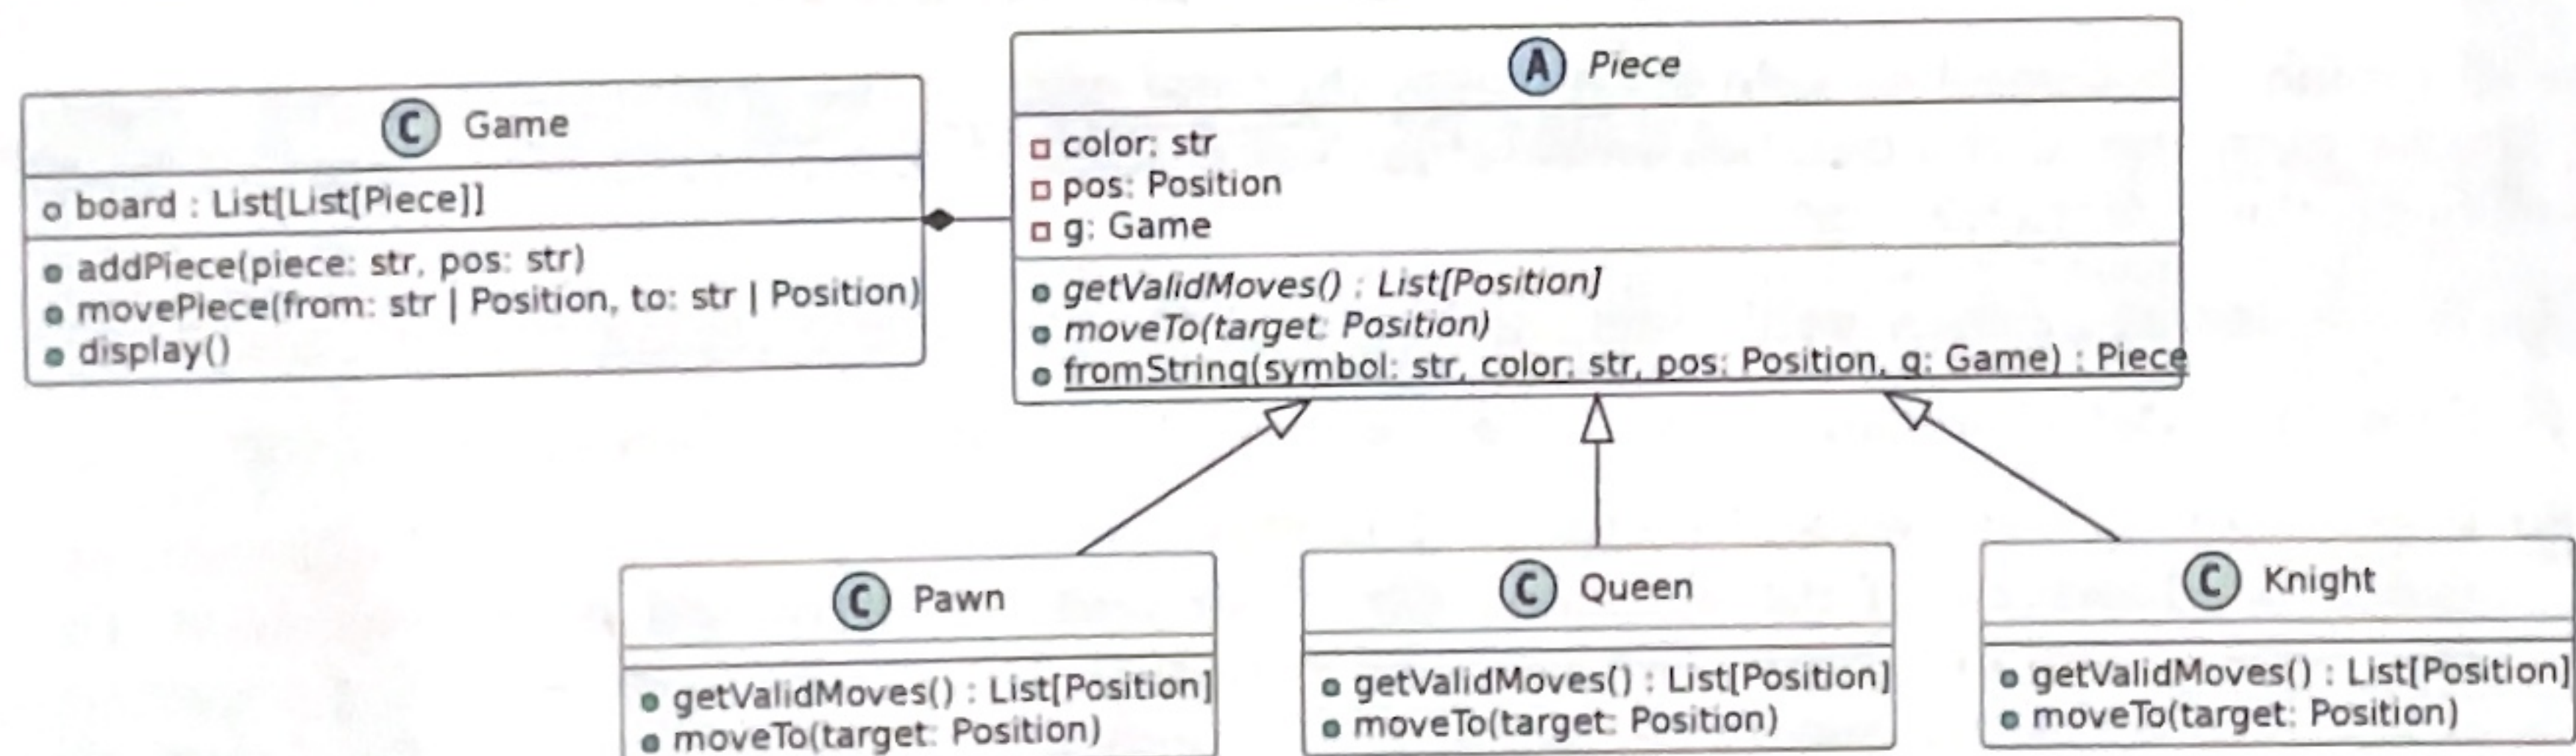 C Game
board : List[List[Piece]]
addPiece(piece: str, pos: str)
movePiece(from: str | Position, to: str | Position)
display()
A Piece
color: str
pos: Position
g: Game
getValidMoves() : List[Position]
moveTo(target: Position)
fromString(symbol: str, color: str, pos: Position, g: Game) : Piece
C Pawn
getValidMoves() : List[Position]
moveTo(target: Position)
C Queen
getValidMoves() : List[Position]
moveTo(target: Position)
C Knight
getValidMoves() : List[Position]
moveTo(target: Position)